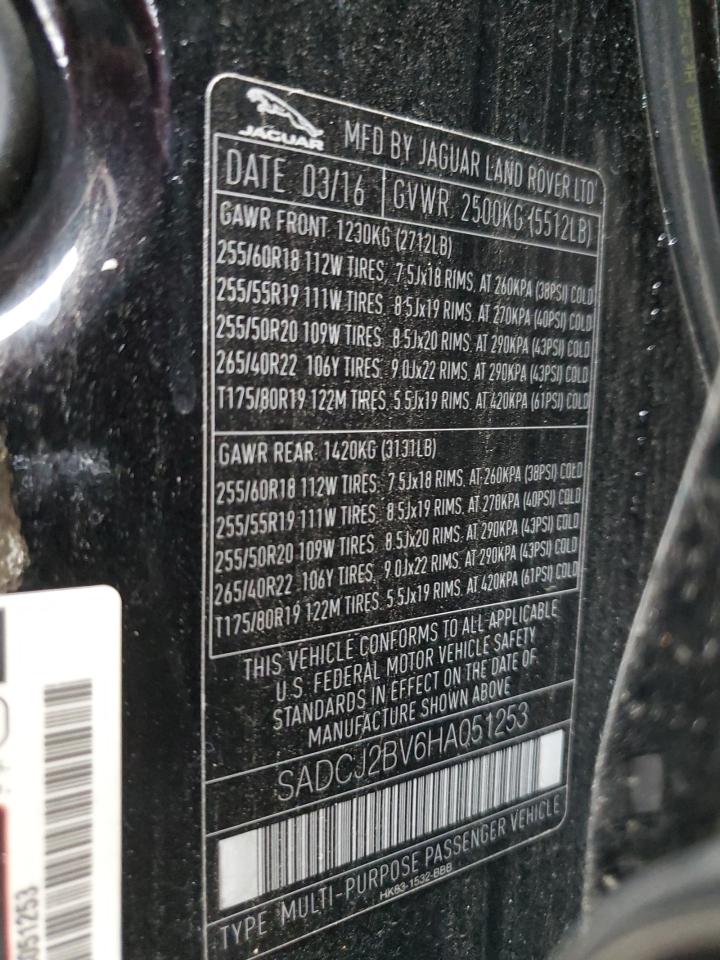 JAGUAR
MFD BY JAGUAR LAND ROVER LTD
DATE 03/16 GVWR 2500KG (5512LB)
GAWR FRONT: 1230KG (2712LB)
255/60R18 112W TIRES, 7.5Jx18 RIMS, AT 260KPA (38PSI) COLD
255/55R19 111W TIRES, 8.5Jx19 RIMS, AT 270KPA (40PSI) COLD
255/50R20 109W TIRES, 8.5Jx20 RIMS, AT 290KPA (43PSI) COLD
265/40R22 106Y TIRES, 9.0Jx22 RIMS, AT 290KPA (43PSI) COLD
T175/80R19 122M TIRES, 5.5Jx19 RIMS, AT 420KPA (61PSI) COLD
GAWR REAR: 1420KG (3131LB)
255/60R18 112W TIRES, 7.5Jx18 RIMS, AT 260KPA (38PSI) COLD
255/55R19 111W TIRES, 8.5Jx19 RIMS, AT 270KPA (40PSI) COLD
255/50R20 109W TIRES, 8.5Jx20 RIMS, AT 290KPA (43PSI) COLD
265/40R22 106Y TIRES, 9.0Jx22 RIMS, AT 290KPA (43PSI) COLD
T175/80R19 122M TIRES, 5.5Jx19 RIMS, AT 420KPA (61PSI) COLD
THIS VEHICLE CONFORMS TO ALL APPLICABLE
U.S. FEDERAL MOTOR VEHICLE SAFETY
STANDARDS IN EFFECT ON THE DATE OF
MANUFACTURE SHOWN ABOVE
SADCJ2BV6HA051253
TYPE MULTI-PURPOSE PASSENGER VEHICLE
HK83-1532-BBB
051253